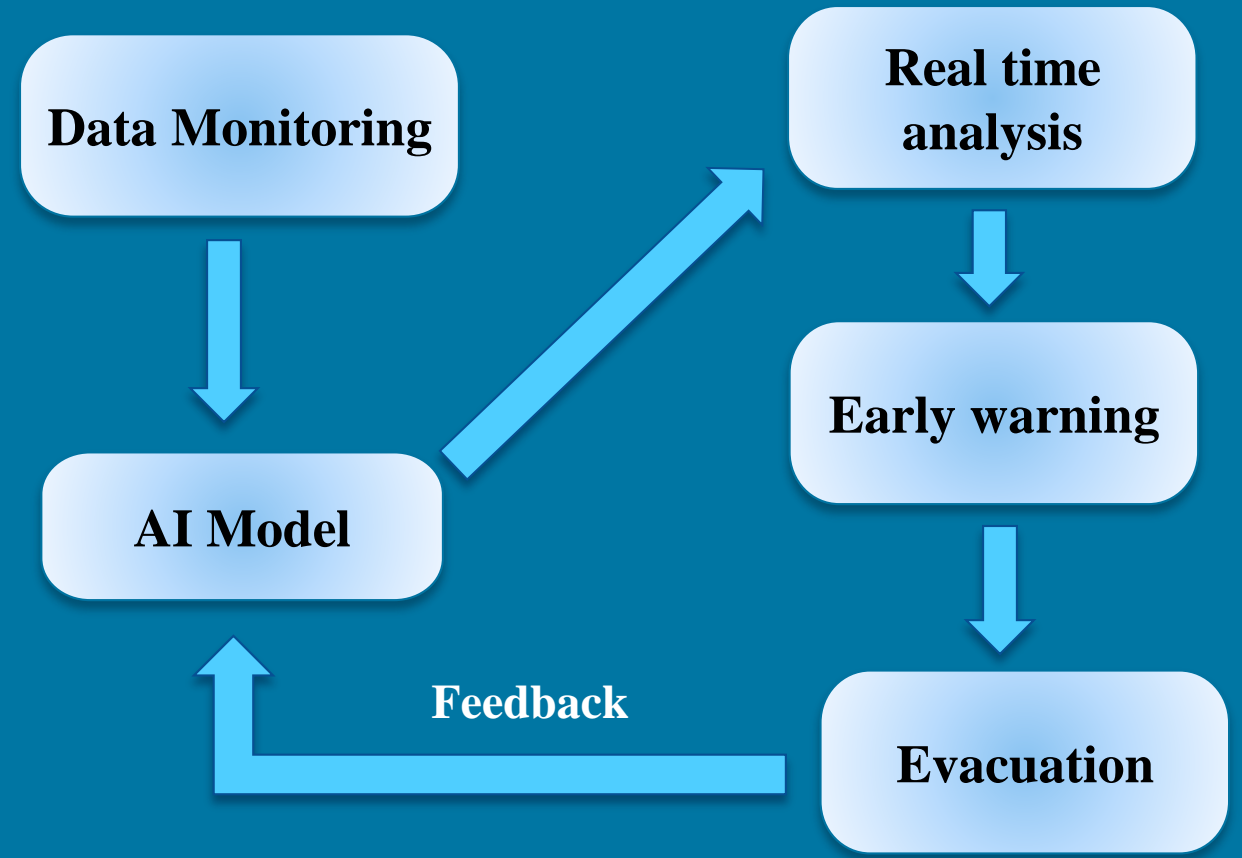 Data Monitoring
AI Model
Real time
analysis
Early warning
Evacuation
Feedback